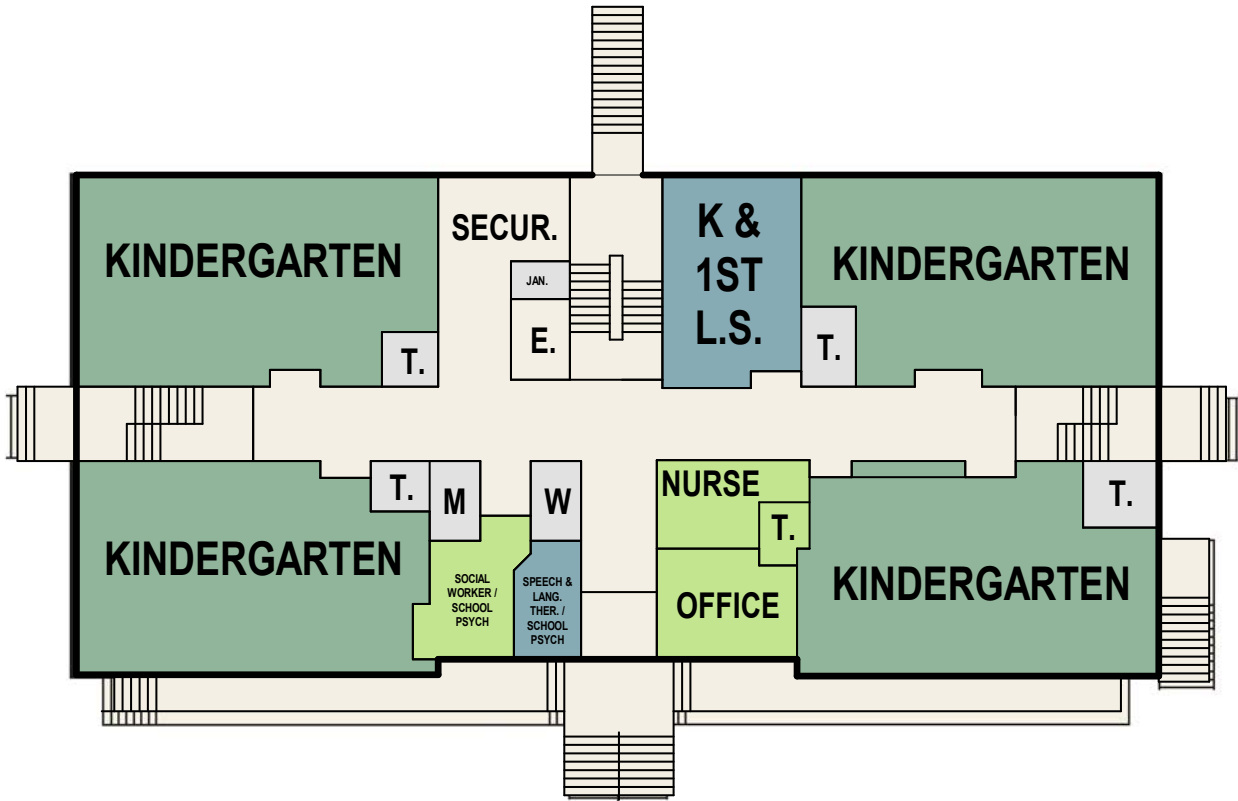 KINDERGARTEN
SECUR.
JAN.
E.
T.
K &
1ST
L.S.
KINDERGARTEN
T.
KINDERGARTEN
T.
M
W
SOCIAL
WORKER /
SCHOOL
PSYCH
SPEECH &
LANG.
THER. /
SCHOOL
PSYCH
NURSE
T.
OFFICE
KINDERGARTEN
T.